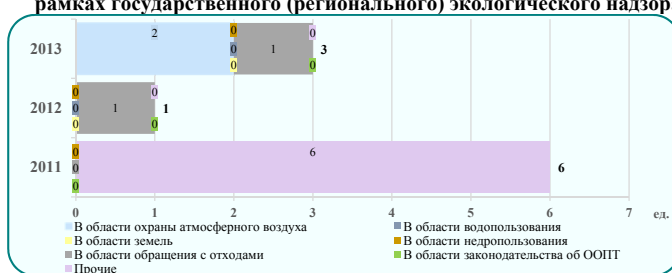 рамках государственного (регионального) экологического надзор
2013 2 0 0 0 1 0 0 3
2012 0 0 0 1 0 0 1
2011 0 0 0 6 6
0 1 2 3 4 5 6 7 ед.
В области охраны атмосферного воздуха
В области водопользования
В области земель
В области недропользования
В области обращения с отходами
В области законодательства об ООПТ
Прочие